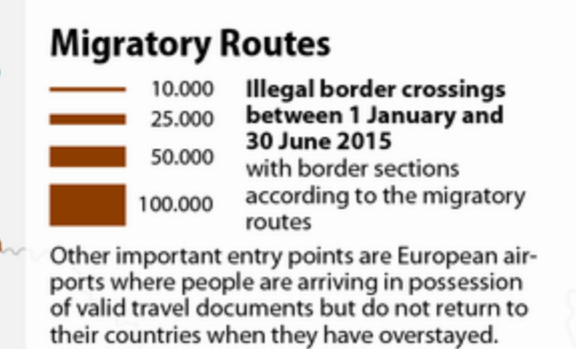 Migratory Routes
10.000
25.000
50.000
100.000
Illegal border crossings
between 1 January and
30 June 2015
with border sections
according to the migratory
routes
Other important entry points are European air-
ports where people are arriving in possession
of valid travel documents but do not return to
their countries when they have overstayed.